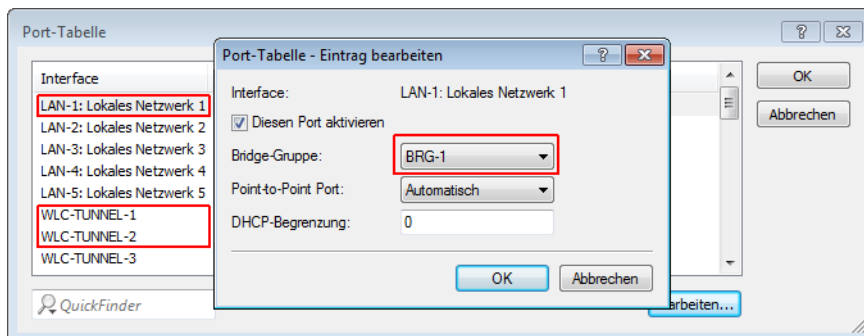 Port-Tabelle
Interface
LAN-1: Lokales Netzwerk 1
LAN-2: Lokales Netzwerk 2
LAN-3: Lokales Netzwerk 3
LAN-4: Lokales Netzwerk 4
LAN-5: Lokales Netzwerk 5
WLC-TUNNEL-1
WLC-TUNNEL-2
WLC-TUNNEL-3
QuickFinder
Port-Tabelle - Eintrag bearbeiten
Interface: LAN-1: Lokales Netzwerk 1
Diesen Port aktivieren
Bridge-Gruppe: BRG-1
Point-to-Point Port: Automatisch
DHCP-Begrenzung: 0
OK Abbrechen
OK
Abbrechen
arbeiten...